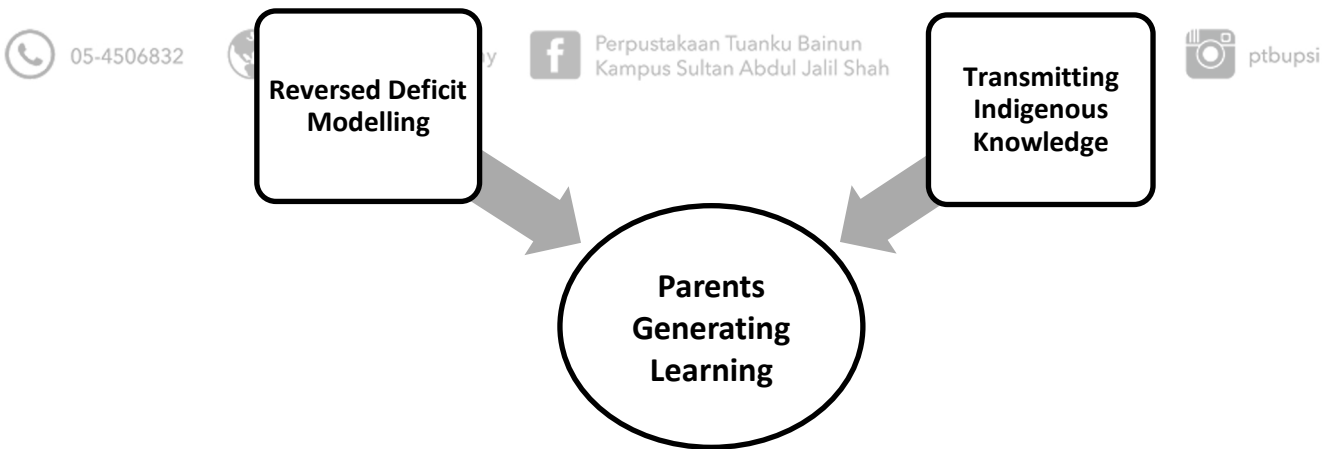 05-4506832
y
Perpustakaan Tuanku Bainun
Kampus Sultan Abdul Jalil Shah
ptbupsi
Reversed Deficit
Modelling
Transmitting
Indigenous
Knowledge
Parents
Generating
Learning